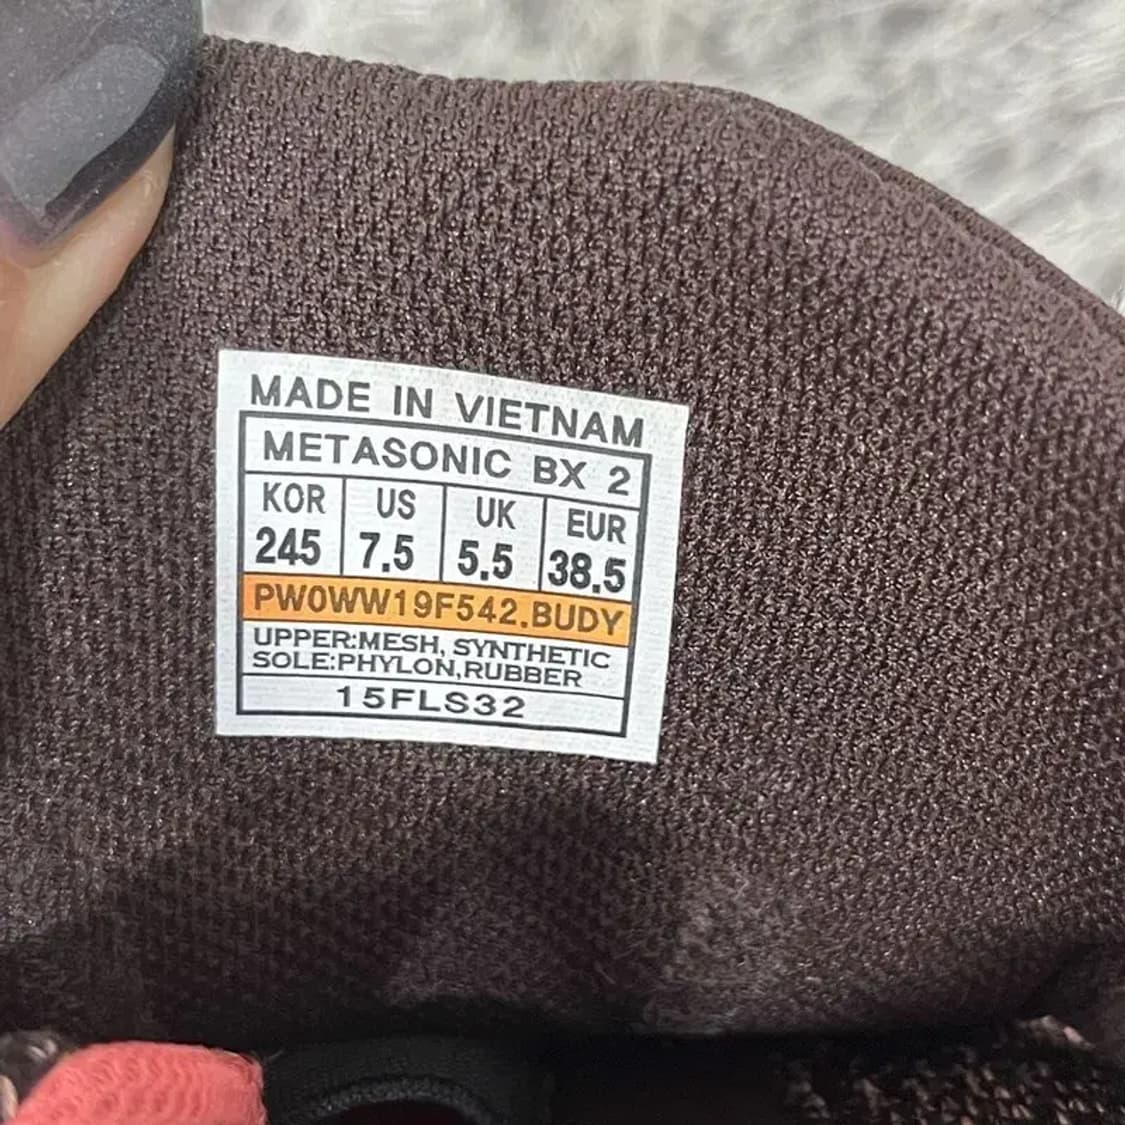 MADE IN VIETNAM
METASONIC BX 2
KOR US UK EUR
245 7.5 5.5 38.5
PW0WW19F542.BUDY
UPPER:MESH, SYNTHETIC
SOLE:PHYLON,RUBBER
15FLS32